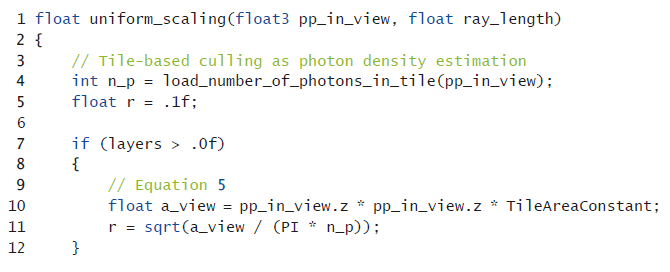 1 float uniform_scaling(float3 pp_in_view, float ray_length)
2 {
3     // Tile-based culling as photon density estimation
4     int n_p = load_number_of_photons_in_tile(pp_in_view);
5     float r = .1f;
6
7     if (layers > .0f)
8     {
9         // Equation 5
10         float a_view = pp_in_view.z * pp_in_view.z * TileAreaConstant;
11         r = sqrt(a_view / (PI * n_p));
12     }